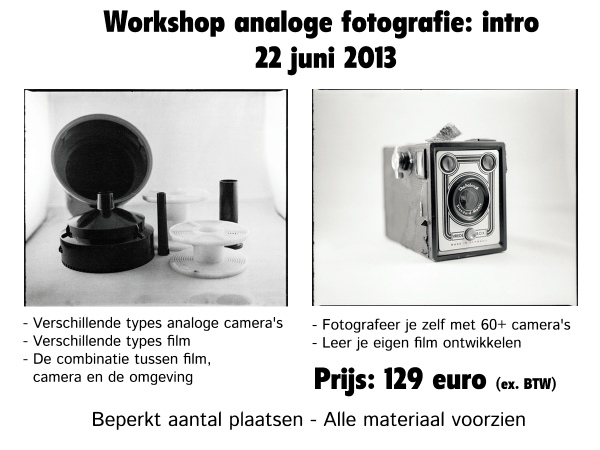 Workshop analoge fotografie: intro
22 juni 2013
- Verschillende types analoge camera's
- Verschillende types film
- De combinatie tussen film,
camera en de omgeving
- Fotografeer je zelf met 60+ camera's
- Leer je eigen film ontwikkelen
Prijs: 129 euro (ex. BTW)
Beperkt aantal plaatsen - Alle materiaal voorzien